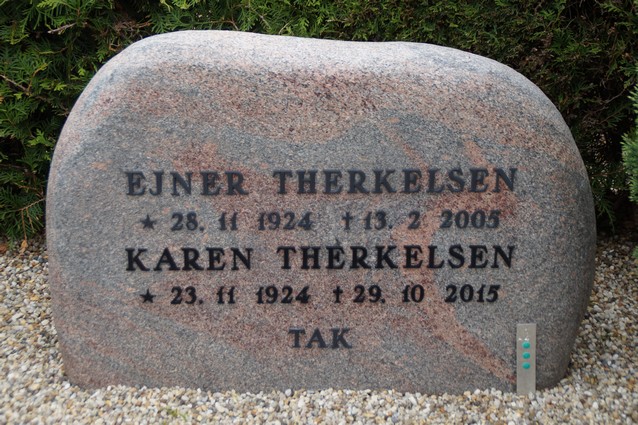 EJNER THERKELSEN
★ 28. 11 1924 † 13. 2 2005
KAREN THERKELSEN
★ 23. 11 1924 † 29. 10 2015
TAK